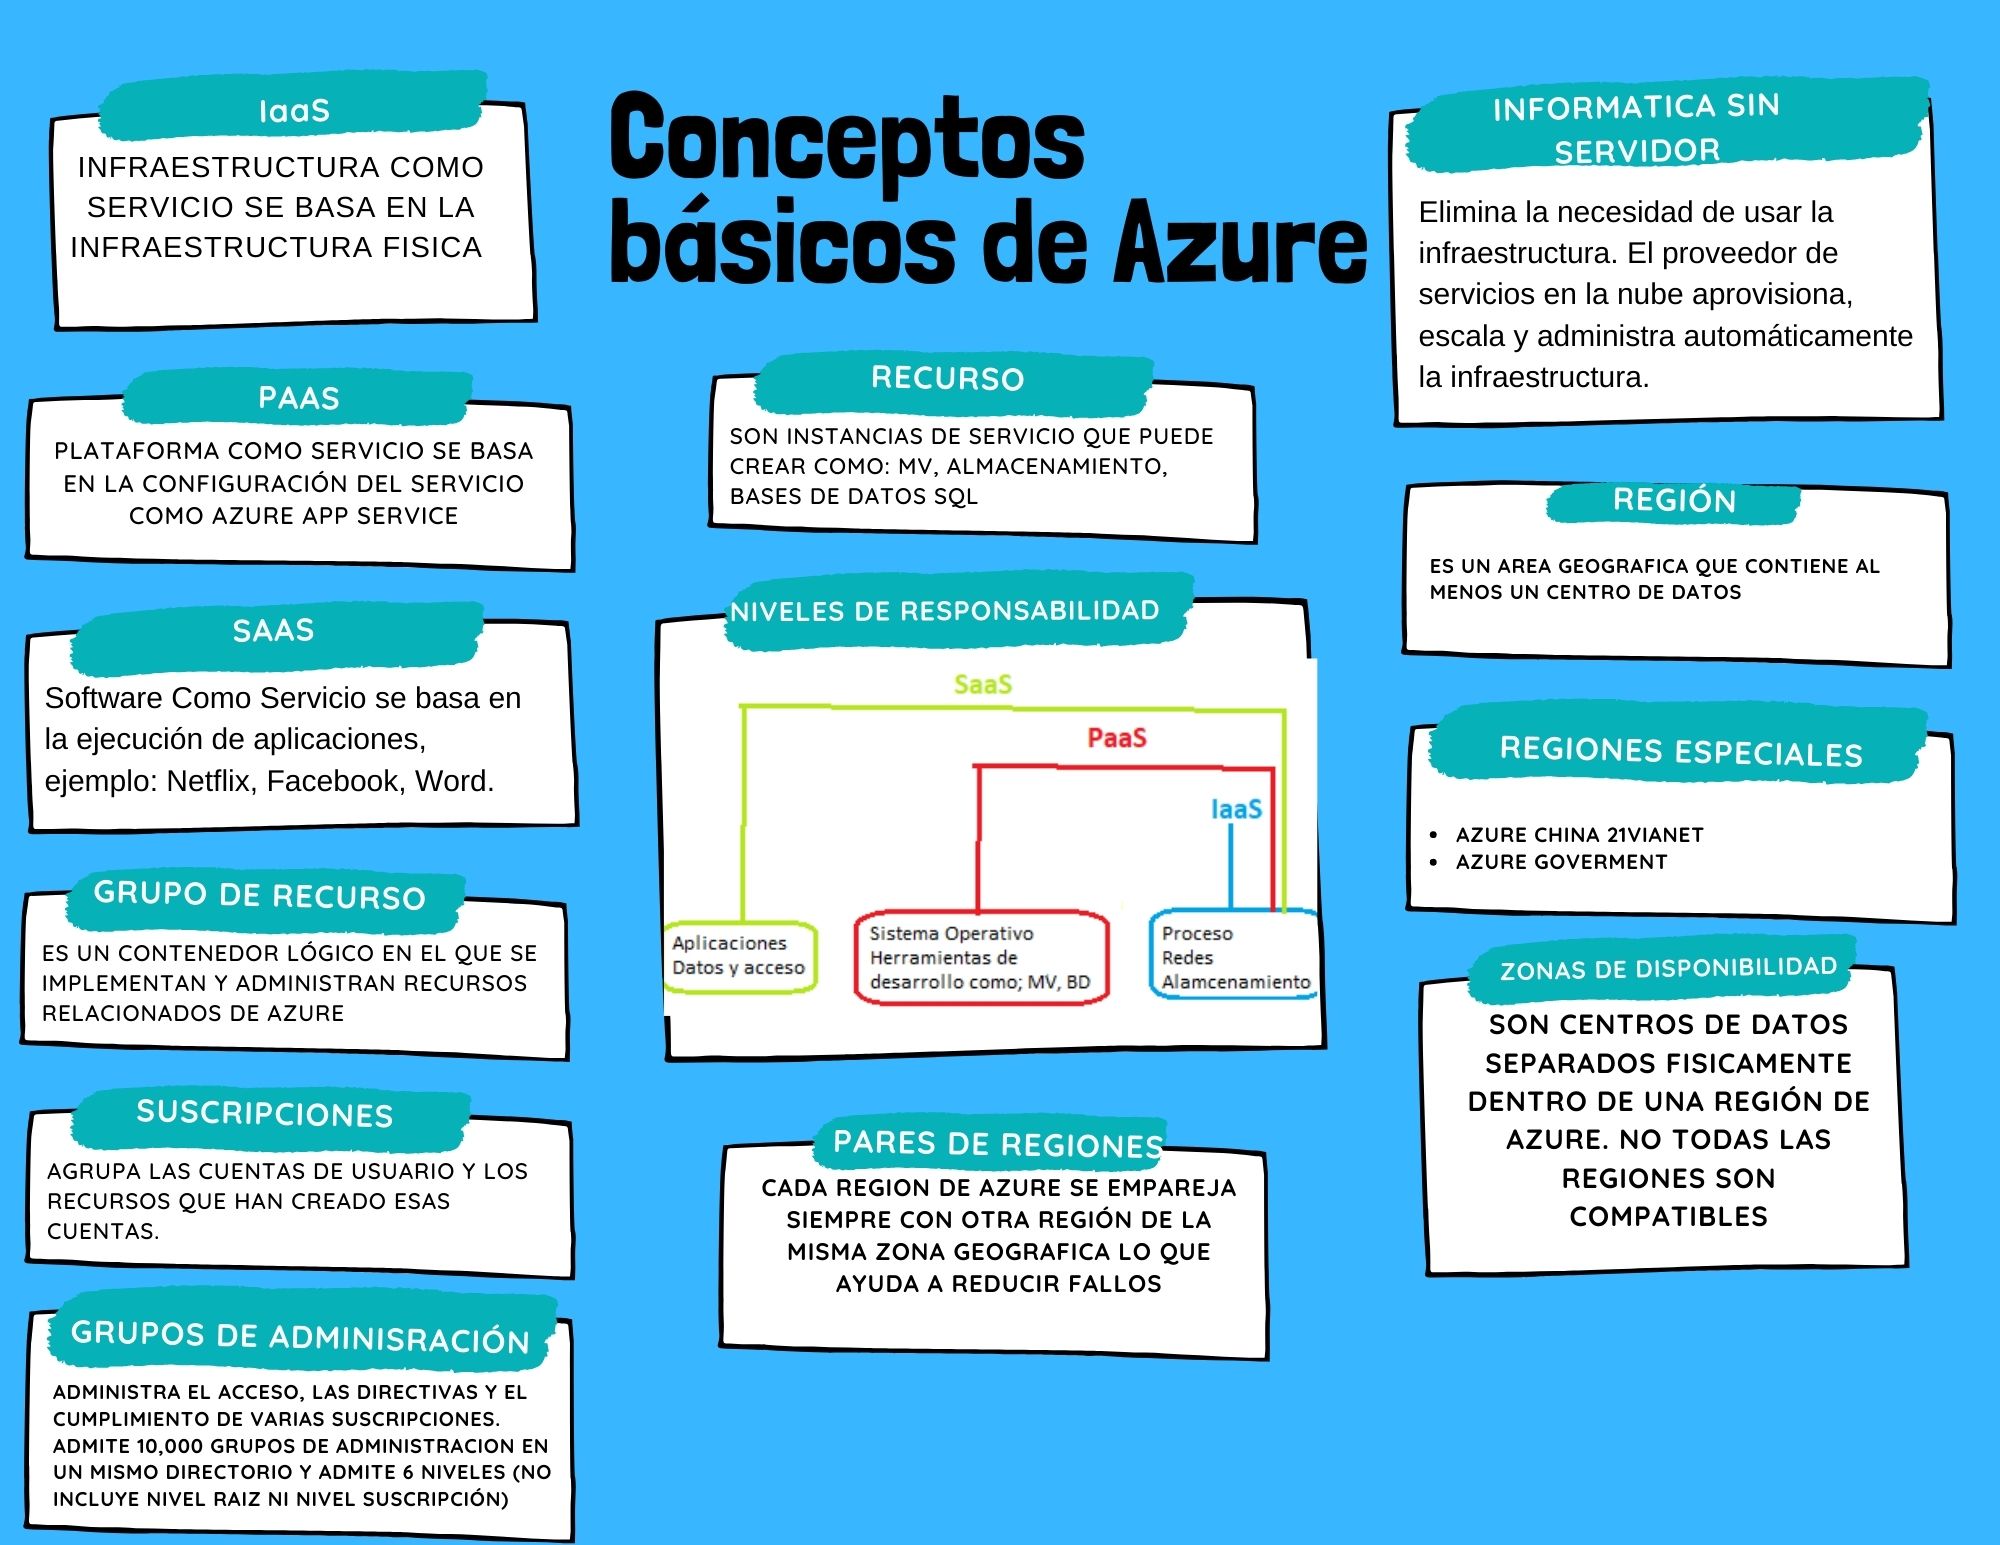 Conceptos
básicos de Azure
IaaS
INFRAESTRUCTURA COMO
SERVICIO SE BASA EN LA
INFRAESTRUCTURA FISICA
PAAS
PLATAFORMA COMO SERVICIO SE BASA
EN LA CONFIGURACIÓN DEL SERVICIO
COMO AZURE APP SERVICE
SAAS
Software Como Servicio se basa en
la ejecución de aplicaciones,
ejemplo: Netflix, Facebook, Word.
GRUPO DE RECURSO
ES UN CONTENEDOR LÓGICO EN EL QUE SE
IMPLEMENTAN Y ADMINISTRAN RECURSOS
RELACIONADOS DE AZURE
SUSCRIPCIONES
AGRUPA LAS CUENTAS DE USUARIO Y LOS
RECURSOS QUE HAN CREADO ESAS
CUENTAS.
GRUPOS DE ADMINISRACIÓN
ADMINISTRA EL ACCESO, LAS DIRECTIVAS Y EL
CUMPLIMIENTO DE VARIAS SUSCRIPCIONES.
ADMITE 10,000 GRUPOS DE ADMINISTRACION EN
UN MISMO DIRECTORIO Y ADMITE 6 NIVELES (NO
INCLUYE NIVEL RAIZ NI NIVEL SUSCRIPCIÓN)
RECURSO
SON INSTANCIAS DE SERVICIO QUE PUEDE
CREAR COMO: MV, ALMACENAMIENTO,
BASES DE DATOS SQL
NIVELES DE RESPONSABILIDAD
SaaS
PaaS
IaaS
Aplicaciones
Datos y acceso
Sistema Operativo
Herramientas de
desarrollo como; MV, BD
Proceso
Redes
Alamcenamiento
PARES DE REGIONES
CADA REGION DE AZURE SE EMPAREJA
SIEMPRE CON OTRA REGIÓN DE LA
MISMA ZONA GEOGRAFICA LO QUE
AYUDA A REDUCIR FALLOS
INFORMATICA SIN
SERVIDOR
Elimina la necesidad de usar la
infraestructura. El proveedor de
servicios en la nube aprovisiona,
escala y administra automáticamente
la infraestructura.
REGIÓN
ES UN AREA GEOGRAFICA QUE CONTIENE AL
MENOS UN CENTRO DE DATOS
REGIONES ESPECIALES
• AZURE CHINA 21VIANET
• AZURE GOVERMENT
ZONAS DE DISPONIBILIDAD
SON CENTROS DE DATOS
SEPARADOS FISICAMENTE
DENTRO DE UNA REGIÓN DE
AZURE. NO TODAS LAS
REGIONES SON
COMPATIBLES